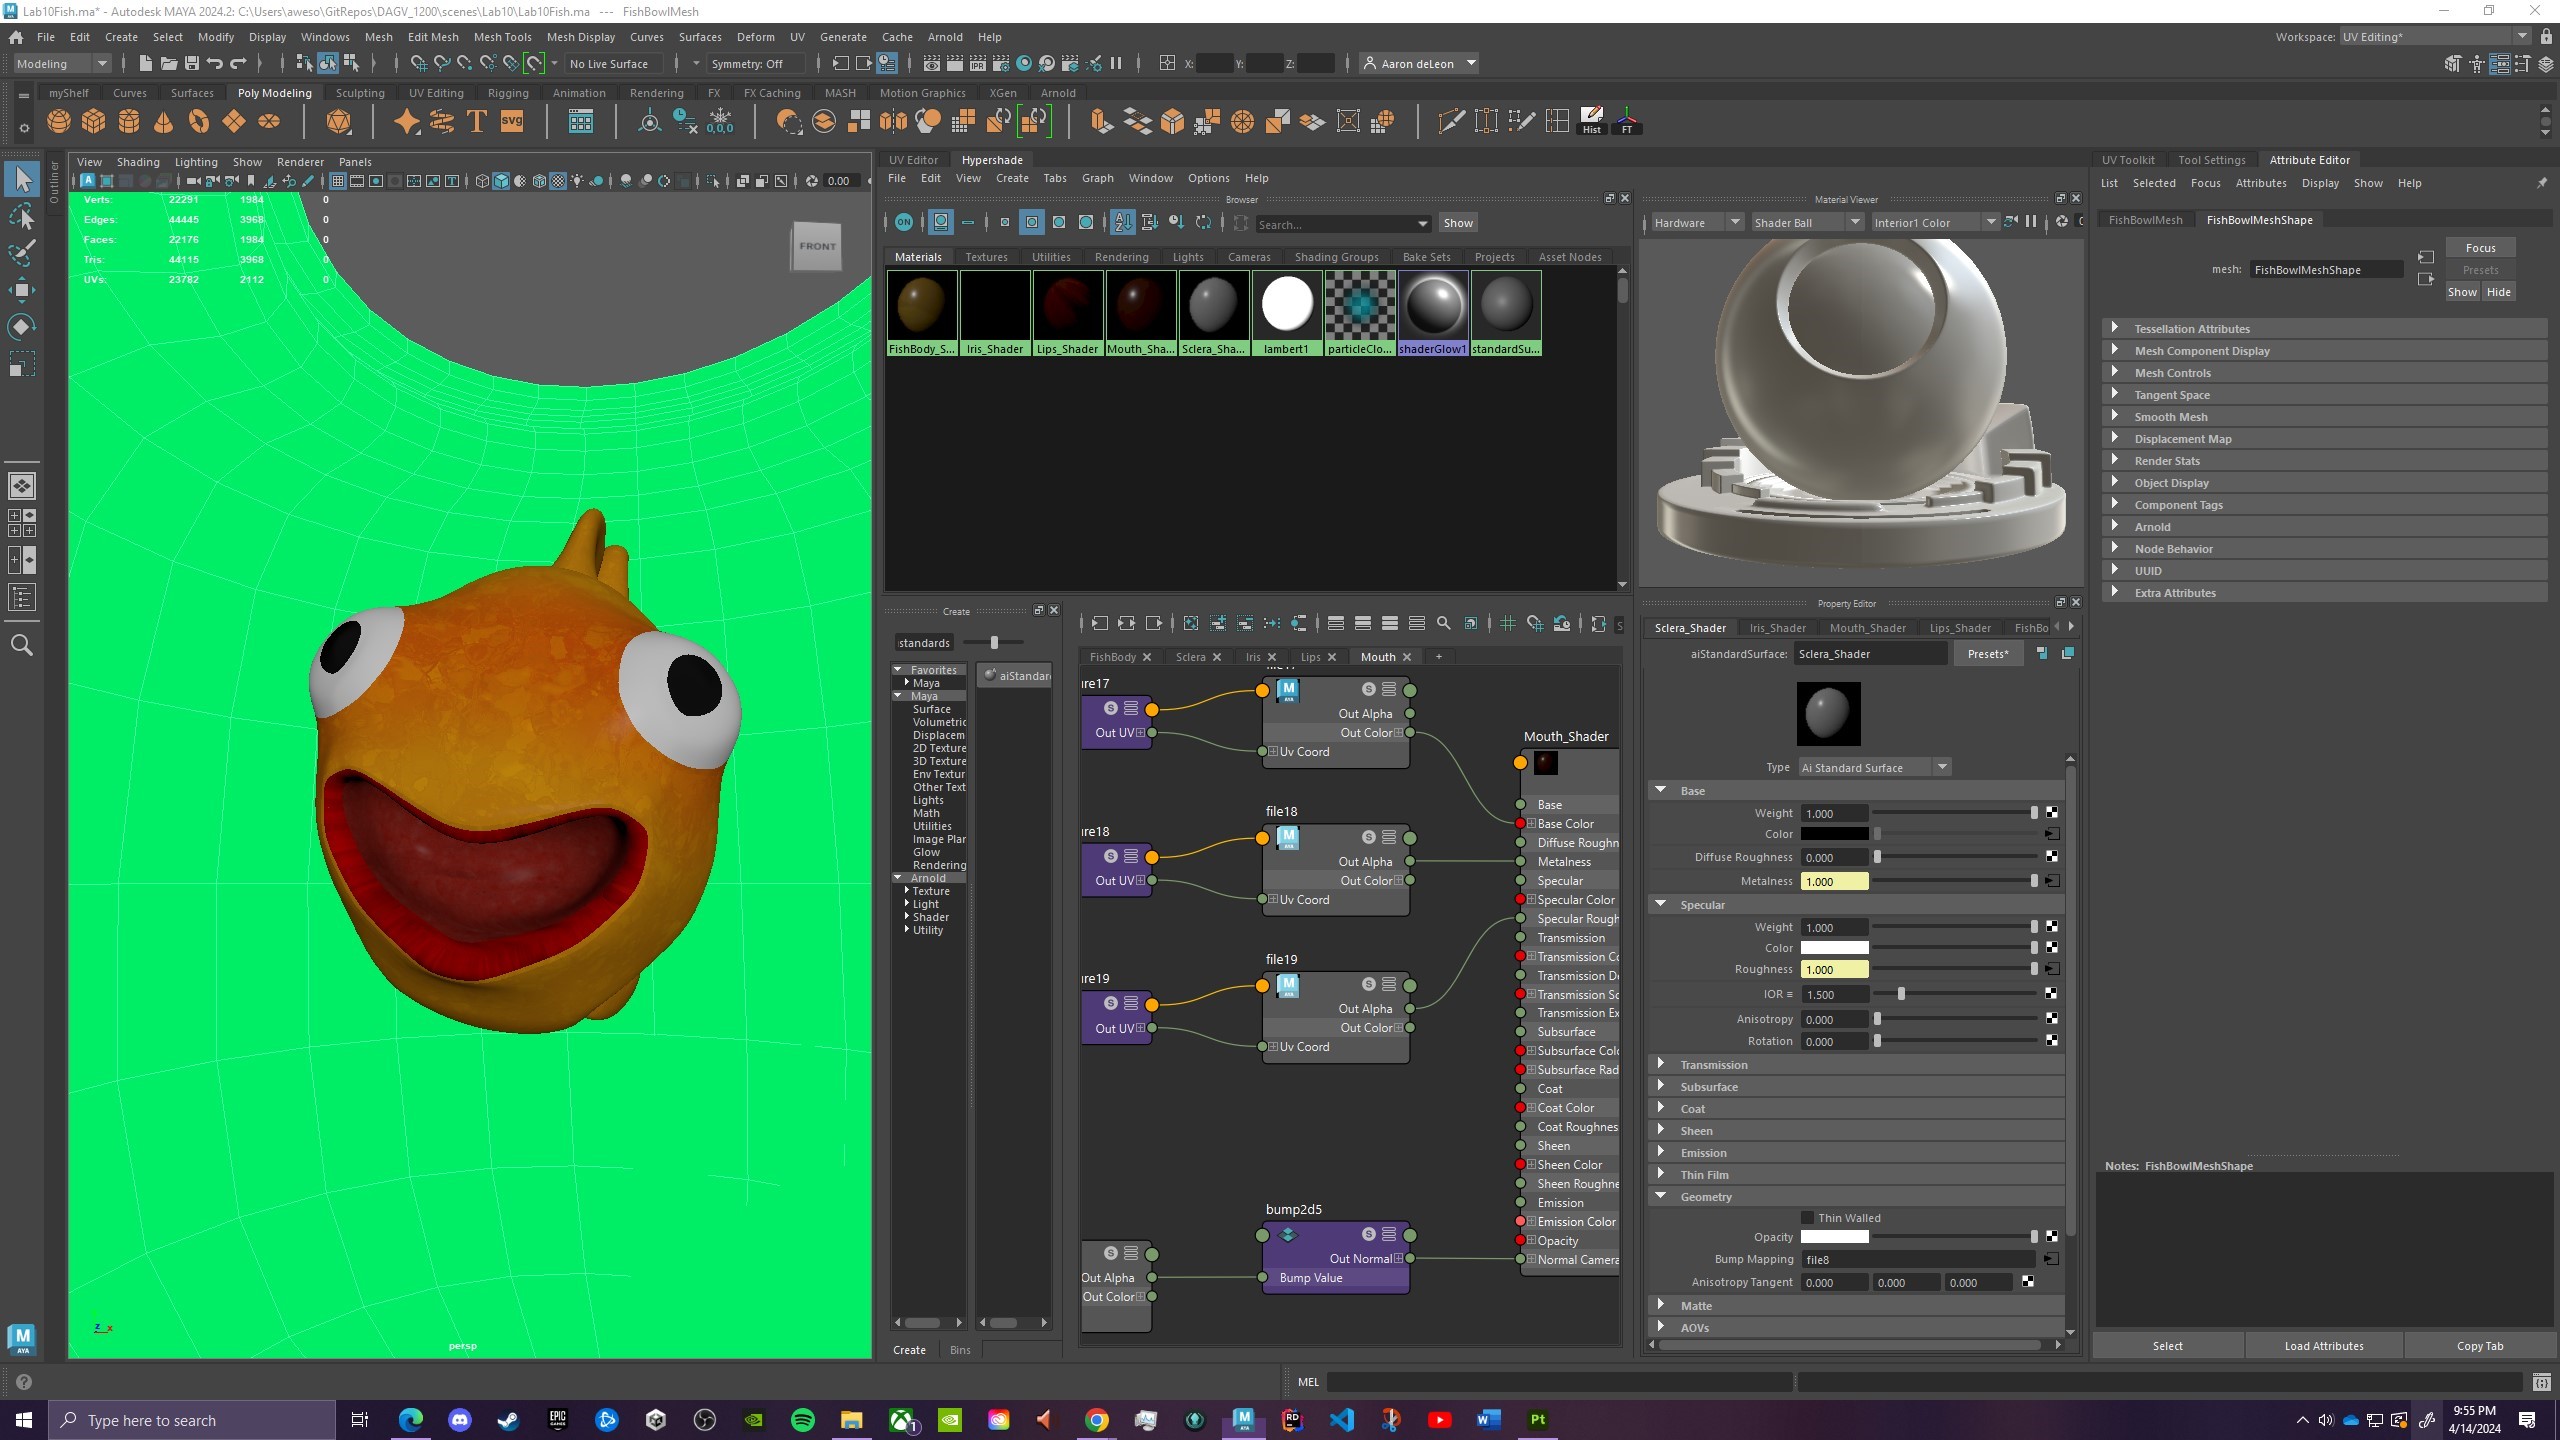 Lab10Fish.ma* - Autodesk MAYA 2024.2: C:\Users\aweso\GitRepos\DAGV_1200\scenes\Lab10\Lab10Fish.ma --- FishBowlMesh
File Edit Create Select Modify Display Windows Mesh Edit Mesh Mesh Tools Mesh Display Curves Surfaces Deform UV Generate Cache Arnold Help
Workspace: UV Editing*
Modeling No Live Surface Symmetry: Off X: Y: Z: Aaron deLeon
myShelf Curves Surfaces Poly Modeling Sculpting UV Editing Rigging Animation Rendering FX FX Caching MASH Motion Graphics XGen Arnold
SVG 0,0,0 Hist FT
Outliner
View Shading Lighting Show Renderer Panels
0.00
Verts: 22291 1984 0
Edges: 44445 3968 0
Faces: 22176 1984 0
Tris: 44115 3968 0
UVs: 23782 2112 0
FRONT
persp
UV Editor Hypershade
File Edit View Create Tabs Graph Window Options Help
Browser
ON Search... Show
Materials Textures Utilities Rendering Lights Cameras Shading Groups Bake Sets Projects Asset Nodes
FishBody_S... Iris_Shader Lips_Shader Mouth_Sha... Sclera_Sha... lambert1 particleClo... shaderGlow1 standardSu...
Material Viewer
Hardware Shader Ball Interior1 Color
Create
standards
Favorites
Maya
Maya
Surface
Volumetric
Displacem
2D Texture
3D Texture
Env Textur
Other Text
Lights
Math
Utilities
Image Plan
Glow
Rendering
Arnold
Texture
Light
Shader
Utility
aiStandar
Create Bins
FishBody Sclera Iris Lips Mouth +
re17
Out UV
Out Alpha
Out Color
Uv Coord
re18
Out UV
file18
Out Alpha
Out Color
Uv Coord
re19
Out UV
file19
Out Alpha
Out Color
Uv Coord
Out Alpha
Out Color
bump2d5
Out Normal
Bump Value
Mouth_Shader
Base
Base Color
Diffuse Roughn
Metalness
Specular
Specular Color
Specular Rough
Transmission
Transmission Co
Transmission De
Transmission Sc
Transmission Ex
Subsurface
Subsurface Colo
Subsurface Rad
Coat
Coat Color
Coat Roughnes
Sheen
Sheen Color
Sheen Roughne
Emission
Emission Color
Opacity
Normal Camera
Property Editor
Sclera_Shader Iris_Shader Mouth_Shader Lips_Shader FishBo
aiStandardSurface: Sclera_Shader Presets*
Type Ai Standard Surface
Base
Weight 1.000
Color
Diffuse Roughness 0.000
Metalness 1.000
Specular
Weight 1.000
Color
Roughness 1.000
IOR 1.500
Anisotropy 0.000
Rotation 0.000
Transmission
Subsurface
Coat
Sheen
Emission
Thin Film
Geometry
Thin Walled
Opacity
Bump Mapping file8
Anisotropy Tangent 0.000 0.000 0.000
Matte
AOVs
UV Toolkit Tool Settings Attribute Editor
List Selected Focus Attributes Display Show Help
FishBowlMesh FishBowlMeshShape
mesh: FishBowlMeshShape
Focus
Presets
Show Hide
Tessellation Attributes
Mesh Component Display
Mesh Controls
Tangent Space
Smooth Mesh
Displacement Map
Render Stats
Object Display
Component Tags
Arnold
Node Behavior
UUID
Extra Attributes
Notes: FishBowlMeshShape
Select Load Attributes Copy Tab
MEL
Type here to search
9:55 PM
4/14/2024